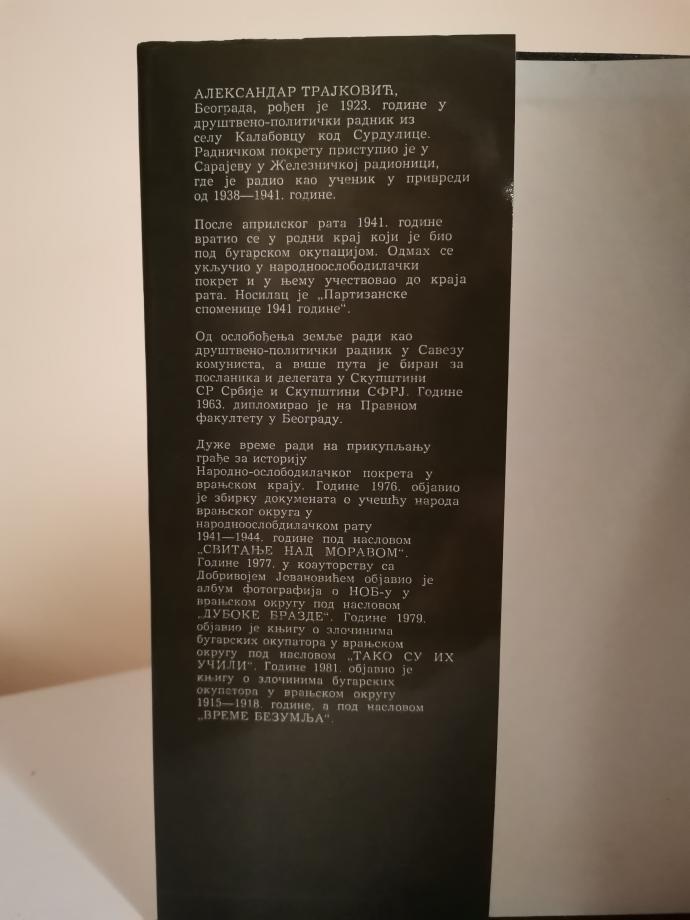 АЛЕКСАНДАР ТРАЈКОВИЋ,
Београда, рођен је 1923. године у
друштвено-политички радник из
селу Калабовцу код Сурдулице.
Радничком покрету приступио је у
Сарајеву у Железничкој радионици,
где је радио као ученик у привреди
од 1938—1941. године.
После априлског рата 1941. године
вратио се у родни крај који је био
под бугарском окупацијом. Одмах се
укључио у народноослободилачки
покрет и у њему учествовао до краја
рата. Носилац је „Партизанске
споменице 1941 године“.
Од ослобођења земље ради као
друштвено-политички радник у Савезу
комуниста, а више пута је биран за
посланика и делегата у Скупштини
СР Србије и Скупштини СФРЈ. Године
1963. дипломирао је на Правном
факултету у Београду.
Дуже време ради на прикупљању
грађе за историју
Народно-ослободилачког покрета у
врањском крају. Године 1976. објавио
је збирку докумената о учешћу народа
врањског округа у
народноослобдилачком рату
1941—1944. године под насловом
„СВИТАЊЕ НАД МОРАВОМ“.
Године 1977. у коауторству са
Добривојем Јовановићем објавио је
албум фотографија о НОБ-у у
врањском округу под насловом
„ДУБОКЕ БРАЗДЕ“. Године 1979.
објавио је књигу о злочинима
бугарских окупатора у врањском
округу под насловом „ТАКО СУ ИХ
УЧИЛИ“. Године 1981. објавио је
књигу о злочинима бугарских
окупатора у врањском округу
1915—1918. године, а под насловом
„ВРЕМЕ БЕЗУМЉА“.